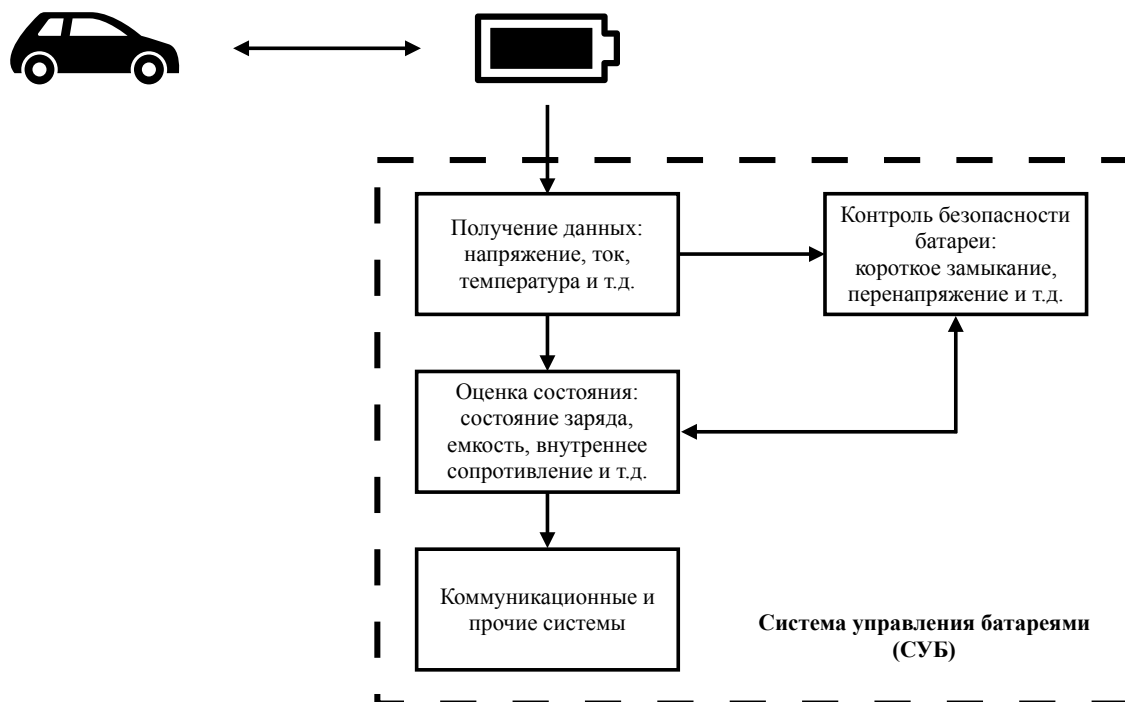 Получение данных:
напряжение, ток,
температура и т.д.
Контроль безопасности
батареи:
короткое замыкание,
перенапряжение и т.д.
Оценка состояния:
состояние заряда,
емкость, внутреннее
сопротивление и т.д.
Коммуникационные и
прочие системы
Система управления батареями
(СУБ)